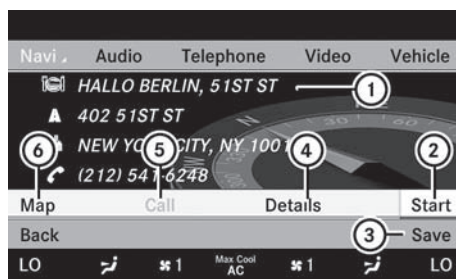 Navi Audio Telephone Video Vehicle
HALLO BERLIN, 51ST ST
1
A 402 51ST ST
NEW YO CITY, NY 1001
6 5 4 2
(212) 541-6248
Map Call Details Start
Back 3 Save
LO 1 Max Cool AC 1 LO